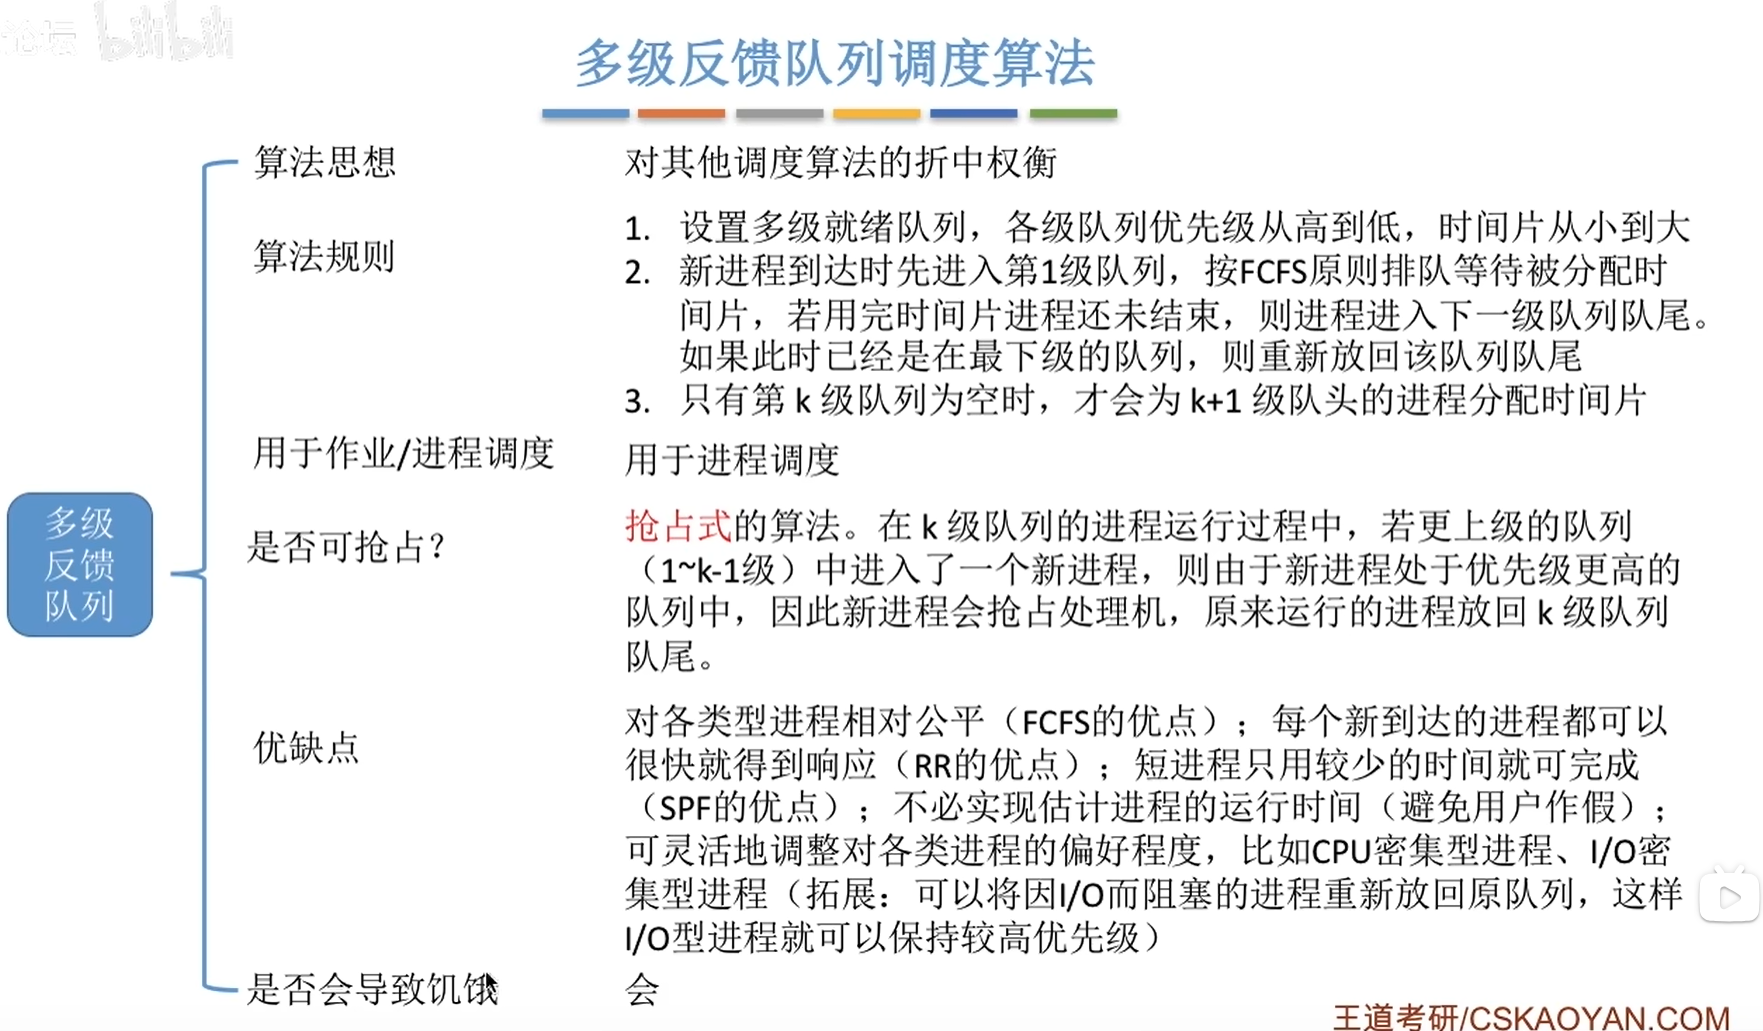 论坛 bilibili
多级反馈队列调度算法
算法思想
对其他调度算法的折中权衡
算法规则
1. 设置多级就绪队列，各级队列优先级从高到低，时间片从小到大
2. 新进程到达时先进入第1级队列，按FCFS原则排队等待被分配时
间片，若用完时间片进程还未结束，则进程进入下一级队列队尾。
如果此时已经是在最下级的队列，则重新放回该队列队尾
3. 只有第 k 级队列为空时，才会为 k+1 级队头的进程分配时间片
用于作业/进程调度
用于进程调度
多级
反馈
队列
是否可抢占？
抢占式的算法。在 k 级队列的进程运行过程中，若更上级的队列
（1~k-1级）中进入了一个新进程，则由于新进程处于优先级更高的
队列中，因此新进程会抢占处理机，原来运行的进程放回 k 级队列
队尾。
优缺点
对各类型进程相对公平（FCFS的优点）；每个新到达的进程都可以
很快就得到响应（RR的优点）；短进程只用较少的时间就可完成
（SPF的优点）；不必实现估计进程的运行时间（避免用户作假）；
可灵活地调整对各类进程的偏好程度，比如CPU密集型进程、I/O密
集型进程（拓展：可以将因I/O而阻塞的进程重新放回原队列，这样
I/O型进程就可以保持较高优先级）
是否会导致饥饿
会
王道考研/CSKAOYAN.COM